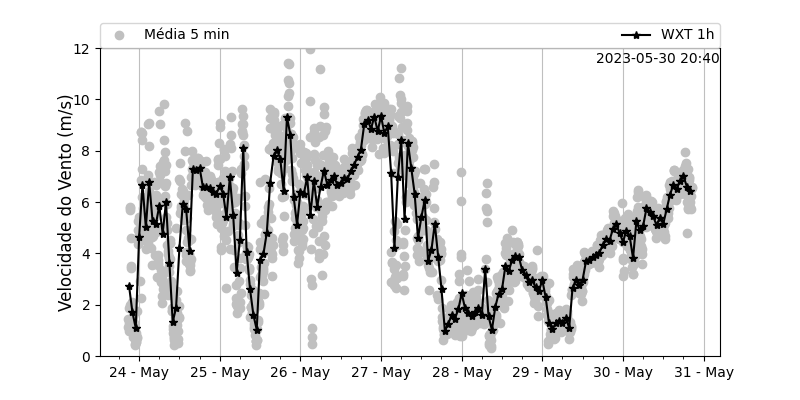 Média 5 min WXT 1h
2023-05-30 20:40
Velocidade do Vento (m/s)
12
10
8
6
4
2
0
24 - May 25 - May 26 - May 27 - May 28 - May 29 - May 30 - May 31 - May